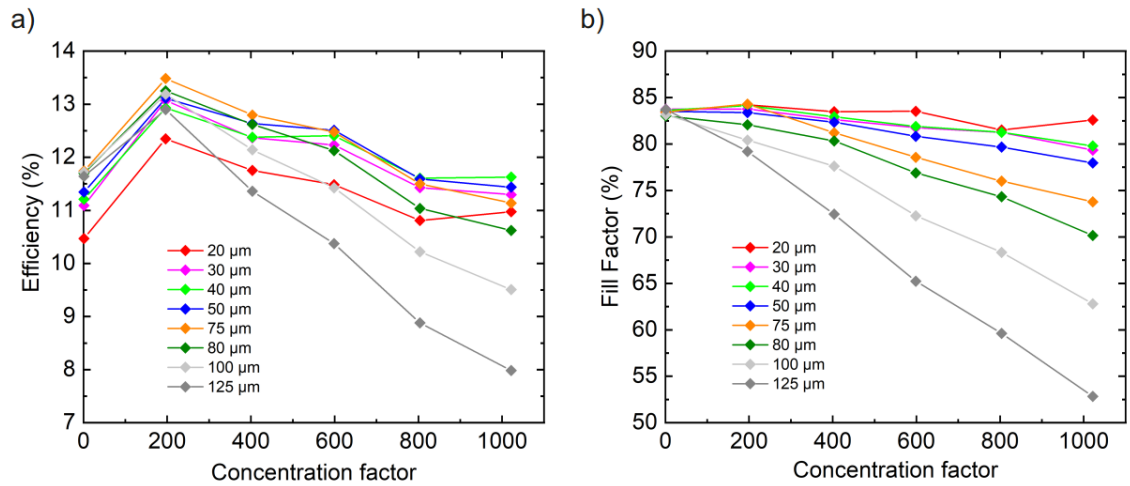 a)
Efficiency (%)
14
13
12
11
10
9
8
7
0 200 400 600 800 1000
Concentration factor
20 µm
30 µm
40 µm
50 µm
75 µm
80 µm
100 µm
125 µm
b)
Fill Factor (%)
90
85
80
75
70
65
60
55
50
0 200 400 600 800 1000
Concentration factor
20 µm
30 µm
40 µm
50 µm
75 µm
80 µm
100 µm
125 µm